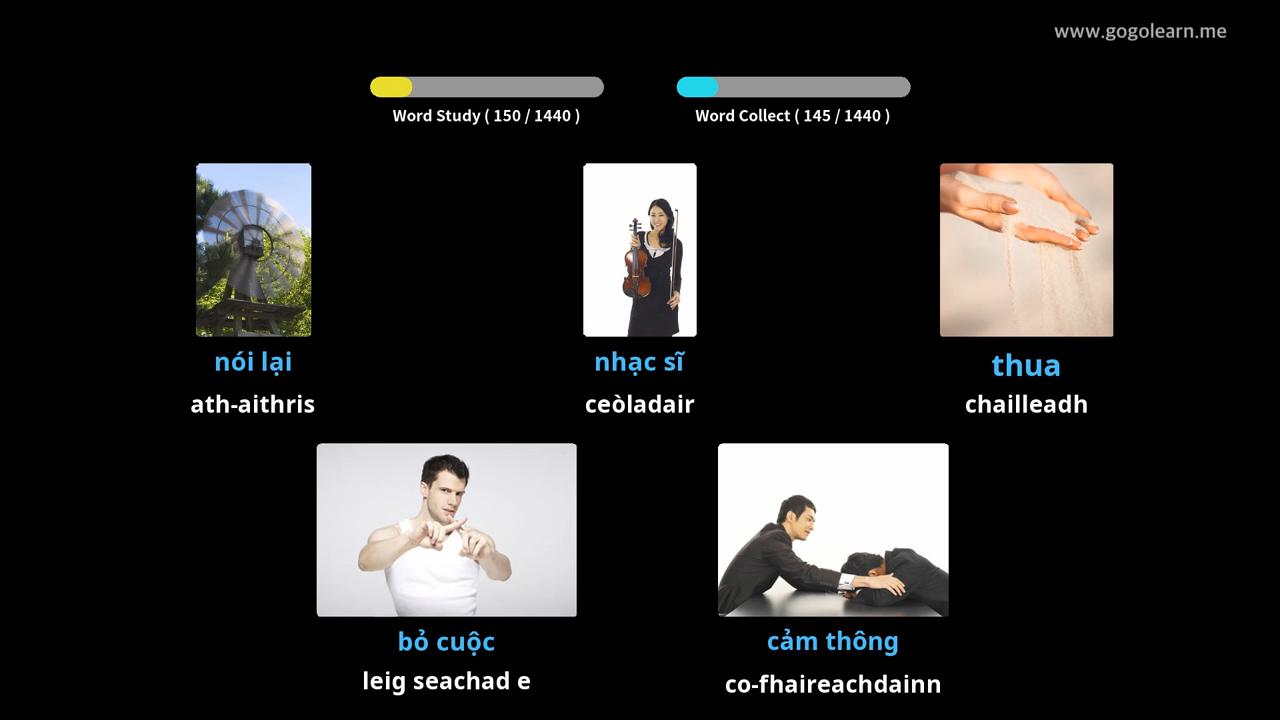 www.gogolearn.me
Word Study ( 150 / 1440 )
Word Collect ( 145 / 1440 )
nói lại
ath-aithris
nhạc sĩ
ceòladair
thua
chailleadh
bỏ cuộc
leig seachad e
cảm thông
co-fhaireachdainn